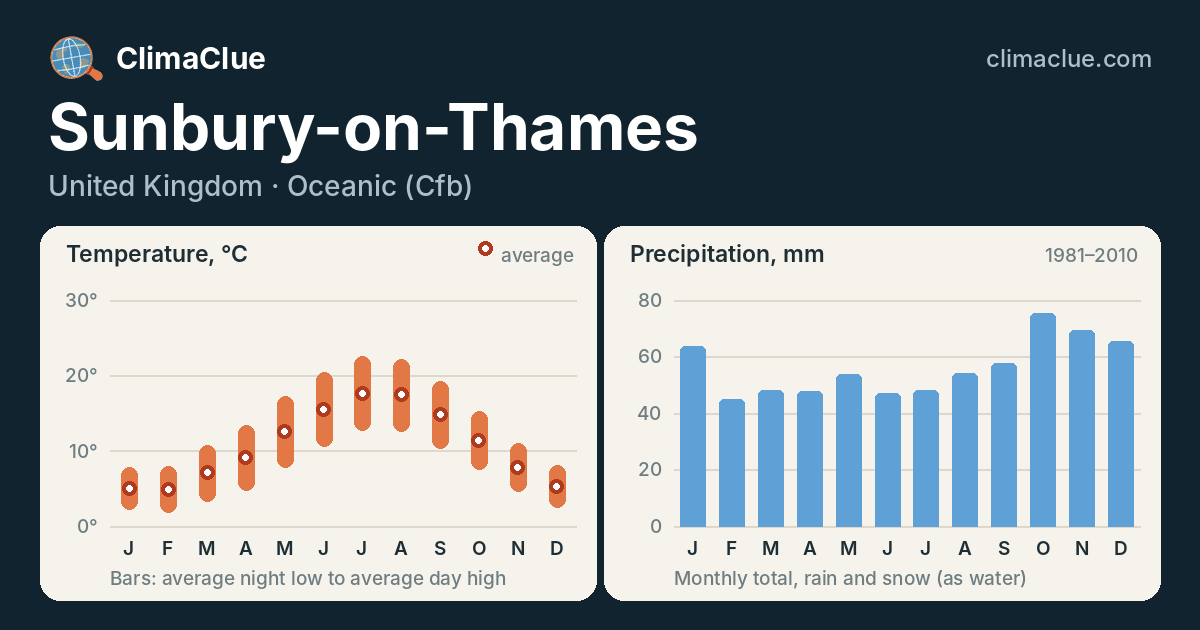 ClimaClue
climaclue.com
Sunbury-on-Thames
United Kingdom · Oceanic (Cfb)
Temperature, °C
average
30°
20°
10°
0°
J F M A M J J A S O N D
Bars: average night low to average day high
Precipitation, mm
1981–2010
80
60
40
20
0
J F M A M J J A S O N D
Monthly total, rain and snow (as water)